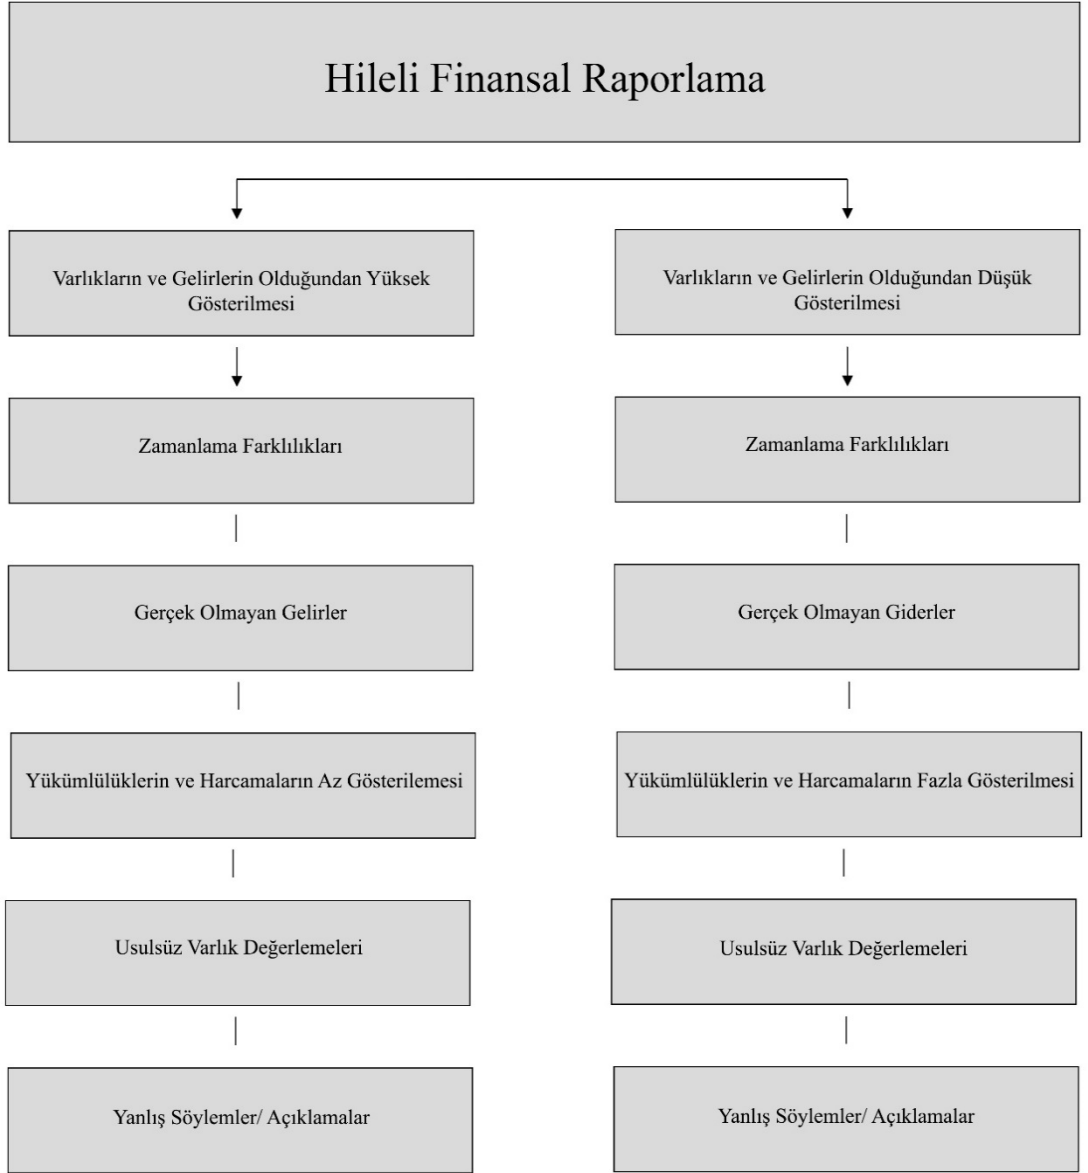 Hileli Finansal Raporlama
Varlıkların ve Gelirlerin Olduğundan Yüksek
Gösterilmesi
Varlıkların ve Gelirlerin Olduğundan Düşük
Gösterilmesi
Zamanlama Farklılıkları
Zamanlama Farklılıkları
Gerçek Olmayan Gelirler
Gerçek Olmayan Giderler
Yükümlülüklerin ve Harcamaların Az Gösterilemesi
Yükümlülüklerin ve Harcamaların Fazla Gösterilmesi
Usulsüz Varlık Değerlemeleri
Usulsüz Varlık Değerlemeleri
Yanlış Söylemler/ Açıklamalar
Yanlış Söylemler/ Açıklamalar